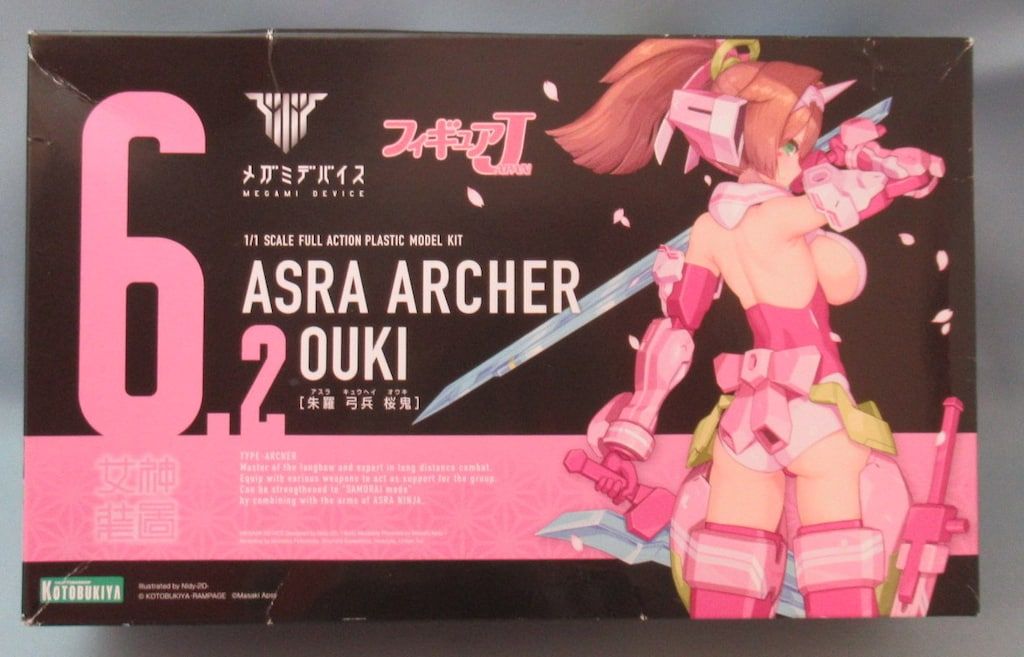 6.2
メガミデバイス
MEGAMI DEVICE
フィギュアJ
JAPAN
1/1 SCALE FULL ACTION PLASTIC MODEL KIT
ASRA ARCHER
OUKI
アスラ キュウヘイ オウキ
[朱羅 弓兵 桜鬼]
女神
装置
TYPE-ARCHER
Master of the longbow and expert in long distance combat.
Equip with various weapons to act as support for the group.
Can be strengthened to "SAMURAI mode"
by combining with the arms of ASRA NINJA.
KOTOBUKIYA
Illustrated by Nidy-2D-
© KOTOBUKIYA･RAMPAGE ©Masaki Apsy